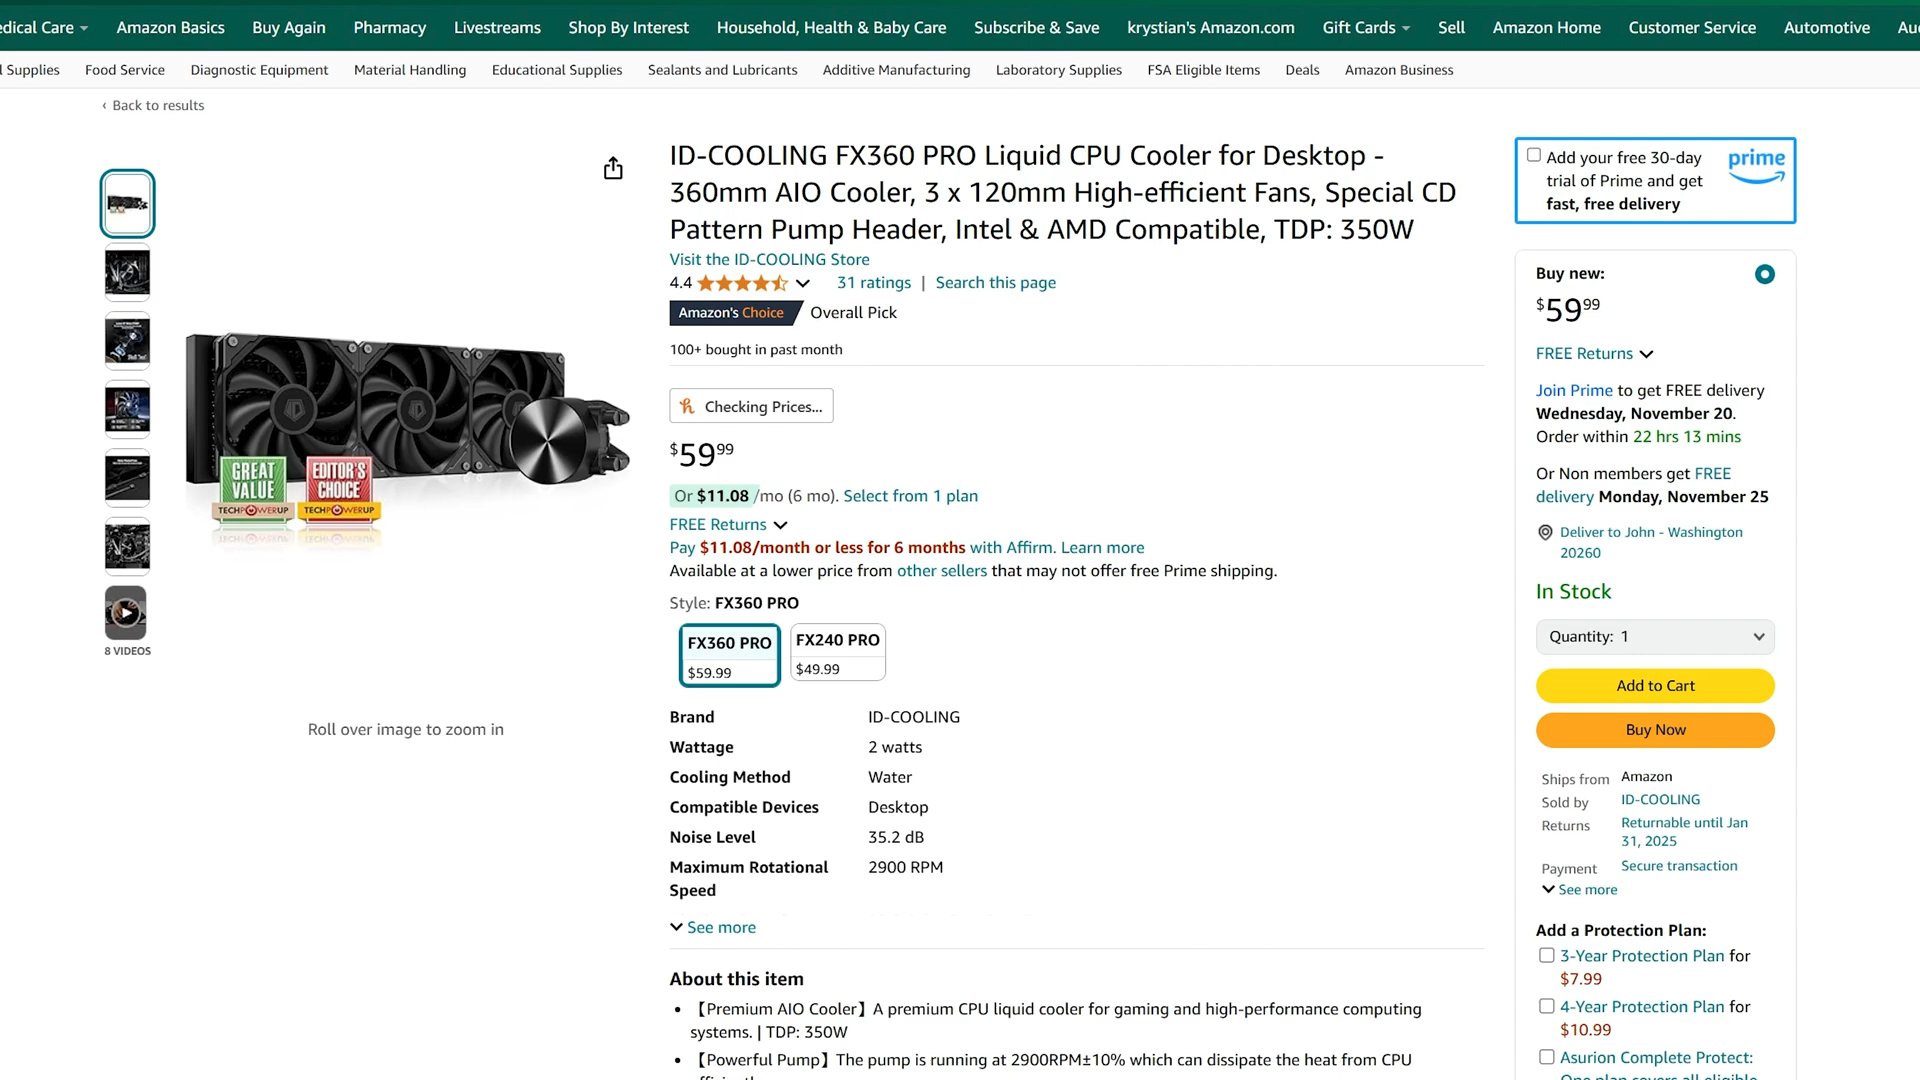 edical Care
Amazon Basics
Buy Again
Pharmacy
Livestreams
Shop By Interest
Household, Health & Baby Care
Subscribe & Save
krystian's Amazon.com
Gift Cards
Sell
Amazon Home
Customer Service
Automotive
Au
l Supplies
Food Service
Diagnostic Equipment
Material Handling
Educational Supplies
Sealants and Lubricants
Additive Manufacturing
Laboratory Supplies
FSA Eligible Items
Deals
Amazon Business
‹ Back to results
8 VIDEOS
GREAT VALUE
TECHPOWERUP
EDITOR'S CHOICE
TECHPOWERUP
Roll over image to zoom in
ID-COOLING FX360 PRO Liquid CPU Cooler for Desktop -
360mm AIO Cooler, 3 x 120mm High-efficient Fans, Special CD
Pattern Pump Header, Intel & AMD Compatible, TDP: 350W
Visit the ID-COOLING Store
4.4
31 ratings | Search this page
Amazon's Choice Overall Pick
100+ bought in past month
Checking Prices...
$5999
Or $11.08 /mo (6 mo). Select from 1 plan
FREE Returns
Pay $11.08/month or less for 6 months with Affirm. Learn more
Available at a lower price from other sellers that may not offer free Prime shipping.
Style: FX360 PRO
FX360 PRO
$59.99
FX240 PRO
$49.99
Brand ID-COOLING
Wattage 2 watts
Cooling Method Water
Compatible Devices Desktop
Noise Level 35.2 dB
Maximum Rotational 2900 RPM
Speed
See more
About this item
• 【Premium AIO Cooler】A premium CPU liquid cooler for gaming and high-performance computing
systems. | TDP: 350W
• 【Powerful Pump】The pump is running at 2900RPM±10% which can dissipate the heat from CPU
Add your free 30-day
trial of Prime and get
fast, free delivery
prime
Buy new:
$5999
FREE Returns
Join Prime to get FREE delivery
Wednesday, November 20.
Order within 22 hrs 13 mins
Or Non members get FREE
delivery Monday, November 25
Deliver to John - Washington
20260
In Stock
Quantity: 1
Add to Cart
Buy Now
Ships from Amazon
Sold by ID-COOLING
Returns Returnable until Jan
31, 2025
Payment Secure transaction
See more
Add a Protection Plan:
3-Year Protection Plan for
$7.99
4-Year Protection Plan for
$10.99
Asurion Complete Protect:
One plan covers all eligible